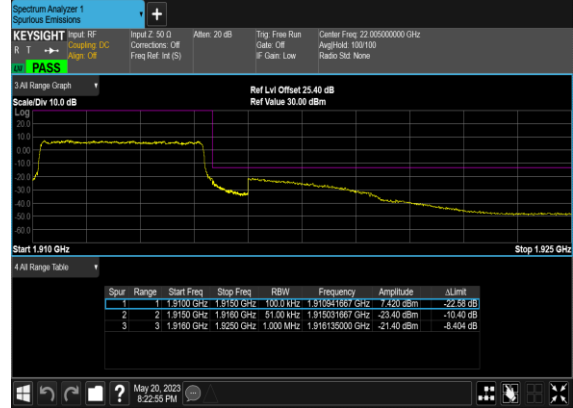 Spectrum Analyzer 1
Spurious Emissions
KEYSIGHT Input: RF Input Z: 50 Ω Atten: 20 dB Trig: Free Run Center Freq: 22.005000000 GHz
R T Coupling: DC Corrections: Off Gate: Off Avg|Hold: 100/100
Align: Off Freq Ref: Int (S) IF Gain: Low Radio Std: None
PASS
3 All Range Graph Ref Lvl Offset 25.40 dB
Scale/Div 10.0 dB Ref Value 30.00 dBm
Log
20.0
10.0
0.00
-10.0
-20.0
-30.0
-40.0
-50.0
-60.0
Start 1.910 GHz Stop 1.925 GHz
4 All Range Table
Spur Range Start Freq Stop Freq RBW Frequency Amplitude ΔLimit
1 1 1.9100 GHz 1.9150 GHz 100.0 kHz 1.910941667 GHz 7.420 dBm -22.58 dB
2 2 1.9150 GHz 1.9160 GHz 51.00 kHz 1.915031667 GHz -23.40 dBm -10.40 dB
3 3 1.9160 GHz 1.9250 GHz 1.000 MHz 1.916135000 GHz -21.40 dBm -8.404 dB
? May 20, 2023
8:22:55 PM